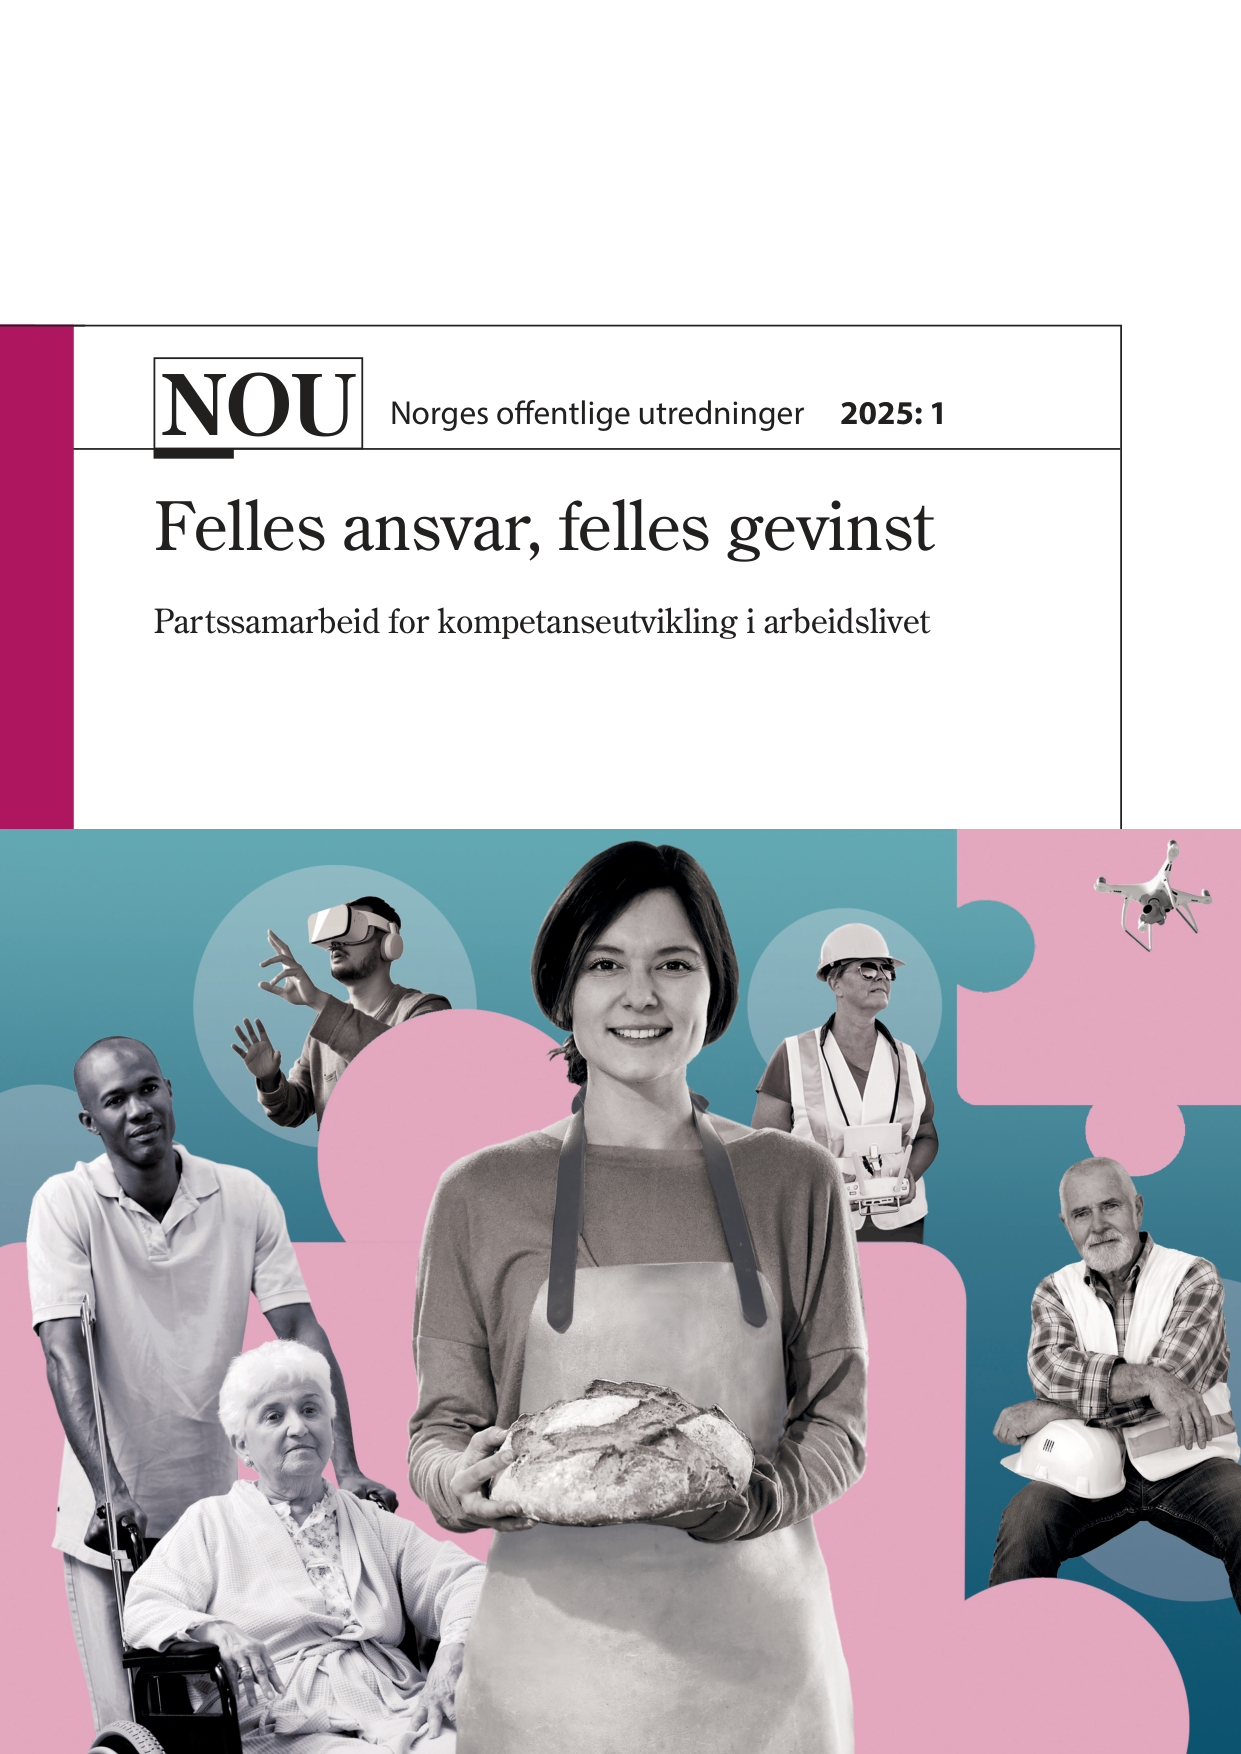 NOU Norges offentlige utredninger 2025: 1
Felles ansvar, felles gevinst
Partssamarbeid for kompetanseutvikling i arbeidslivet